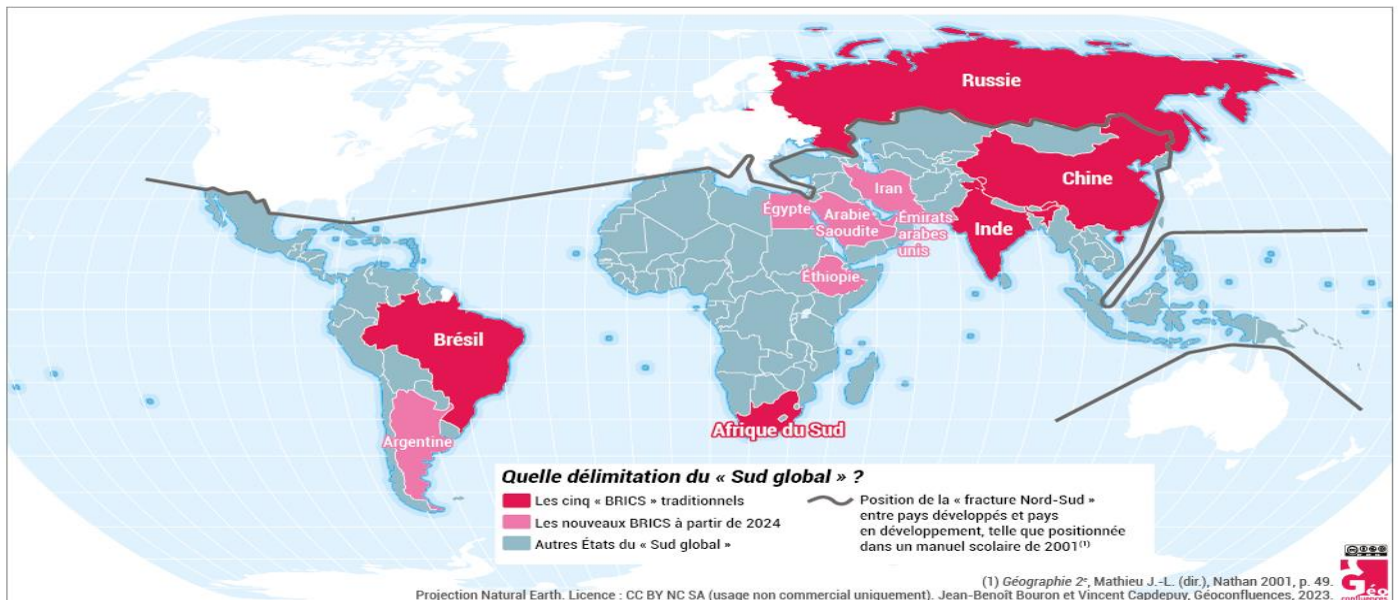 Russie
Chine
Iran
Égypte
Arabie
Saoudite
Émirats
arabes
unis
Inde
Éthiopie
Brésil
Afrique du Sud
Argentine
Quelle délimitation du « Sud global » ?
Les cinq « BRICS » traditionnels
Les nouveaux BRICS à partir de 2024
Autres États du « Sud global »
Position de la « fracture Nord-Sud »
entre pays développés et pays
en développement, telle que positionnée
dans un manuel scolaire de 2001(1)
(1) Géographie 2e, Mathieu J.-L. (dir.), Nathan 2001, p. 49.
Projection Natural Earth. Licence : CC BY NC SA (usage non commercial uniquement). Jean-Benoît Bouron et Vincent Capdepuy, Géoconfluences, 2023.
Géo
confluences